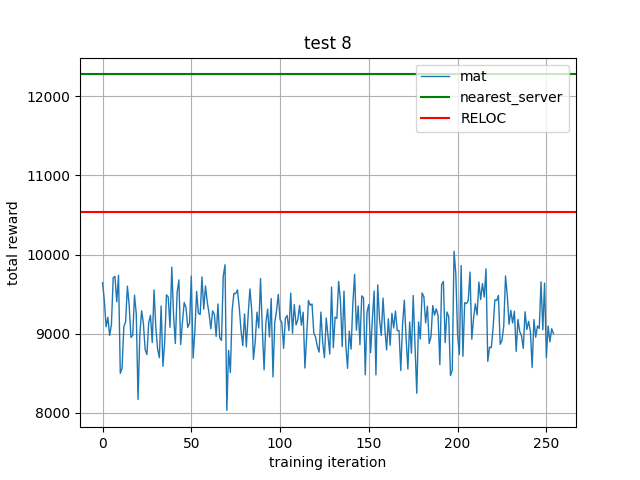 test 8
mat
nearest_server
RELOC
total reward
12000
11000
10000
9000
8000
0
50
100
150
200
250
training iteration